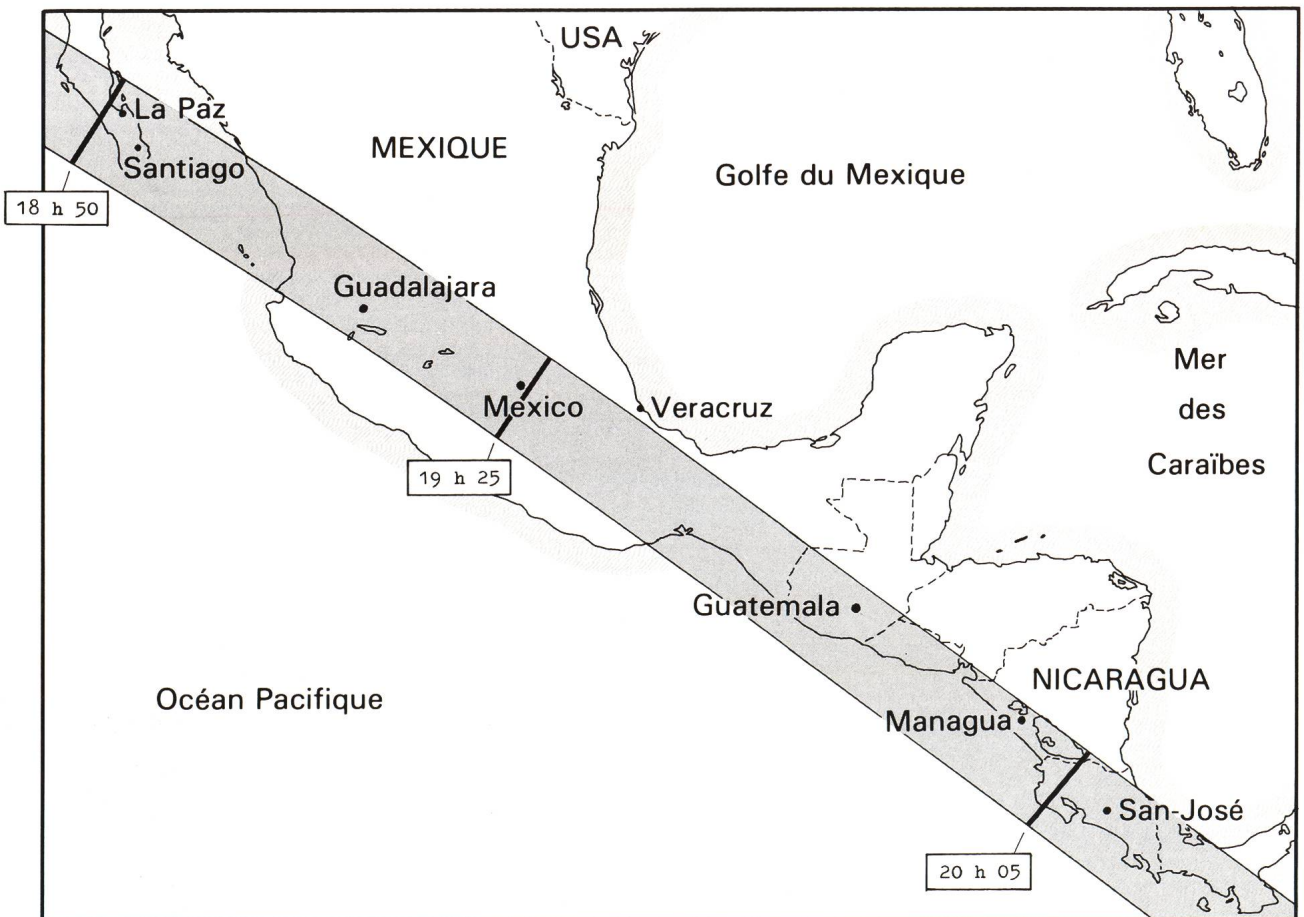 USA
La Paz
MEXIQUE
Santiago
Golfe du Mexique
18 h 50
Guadalajara
Mer
des
Caraïbes
Mexico
Veracruz
19 h 25
Guatemala
NICARAGUA
Océan Pacifique
Managua
San-José
20 h 05